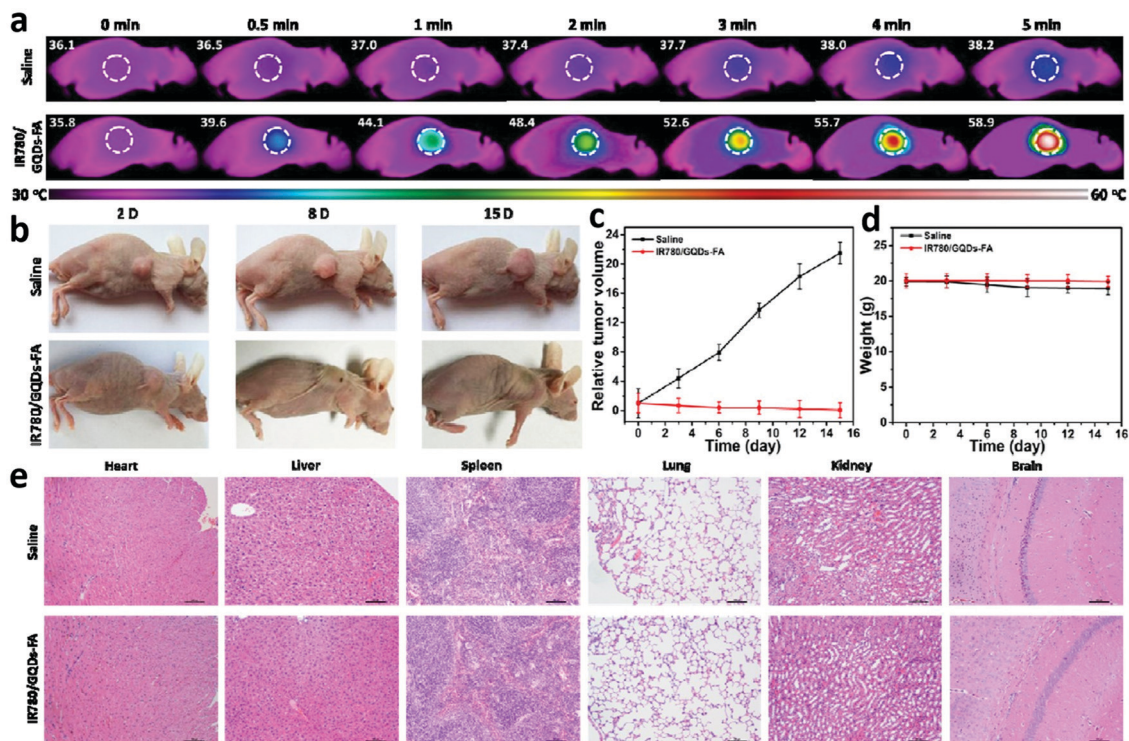 a
0 min 0.5 min 1 min 2 min 3 min 4 min 5 min
Saline
36.1 36.5 37.0 37.4 37.7 38.0 38.2
IR780/
GQDs-FA
35.8 39.6 44.1 48.4 52.6 55.7 58.9
30 °C 60 °C
b
2 D 8 D 15 D
Saline
IR780/GQDs-FA
c
Saline
IR780/GQDs-FA
Relative tumor volume
24
20
16
12
8
4
0
0 2 4 6 8 10 12 14 16
Time (day)
d
Saline
IR780/GQDs-FA
Weight (g)
25
20
15
10
5
0
0 2 4 6 8 10 12 14 16
Time (day)
e
Heart Liver Spleen Lung Kidney Brain
Saline
IR780/GQDs-FA